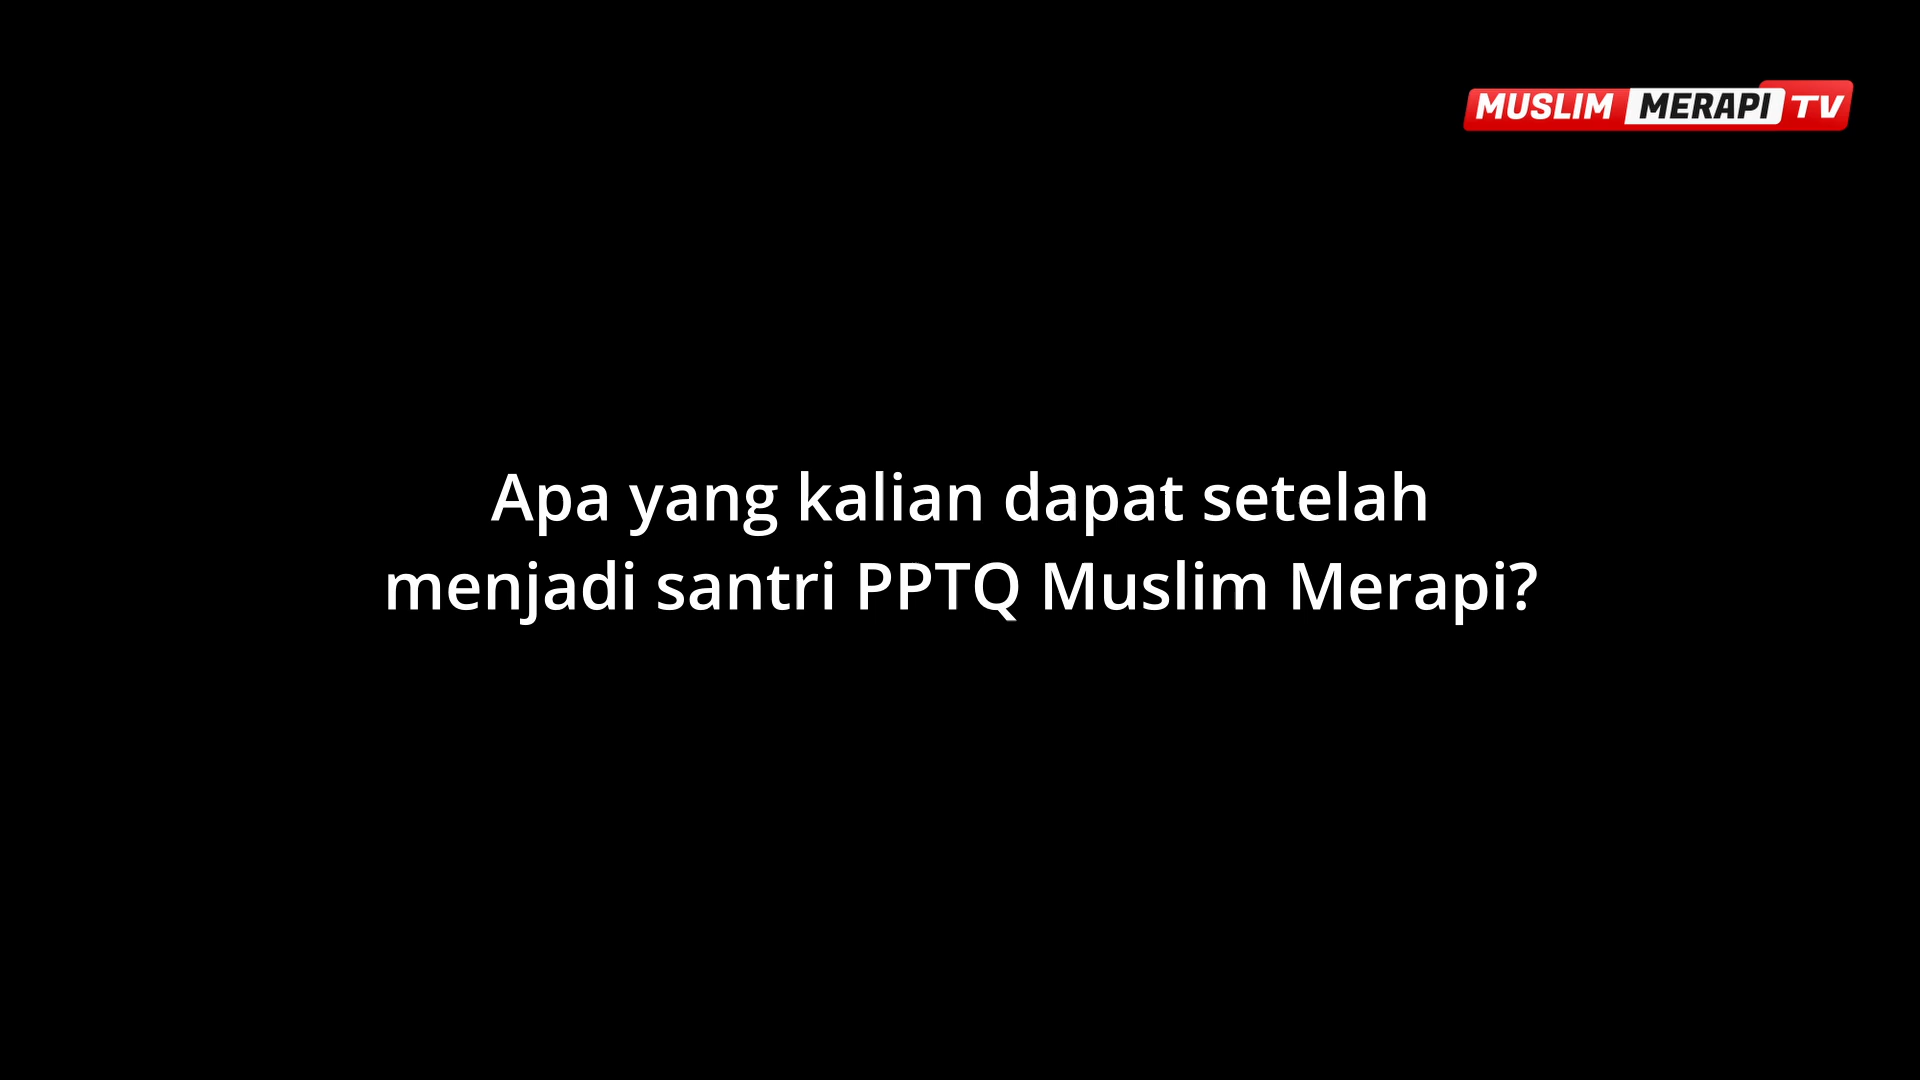 MUSLIM MERAPI TV
Apa yang kalian dapat setelah
menjadi santri PPTQ Muslim Merapi?